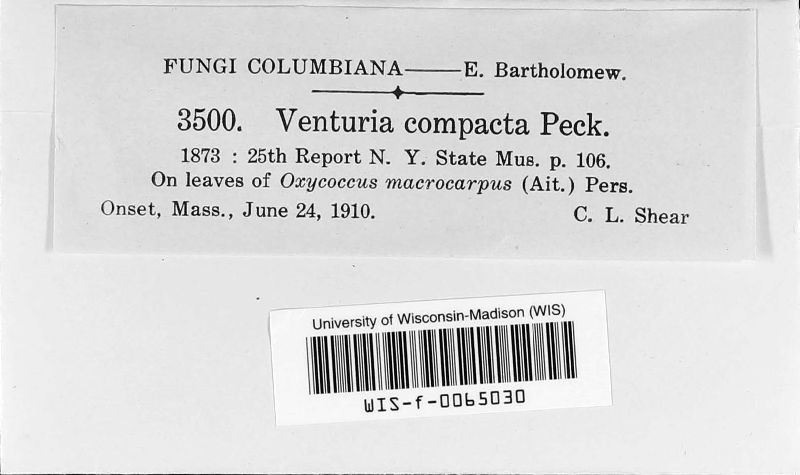 FUNGI COLUMBIANA——E. Bartholomew.
3500. Venturia compacta Peck.
1873 : 25th Report N. Y. State Mus. p. 106.
On leaves of Oxycoccus macrocarpus (Ait.) Pers.
Onset, Mass., June 24, 1910. C. L. Shear
University of Wisconsin-Madison (WIS)
WIS-f-0065030